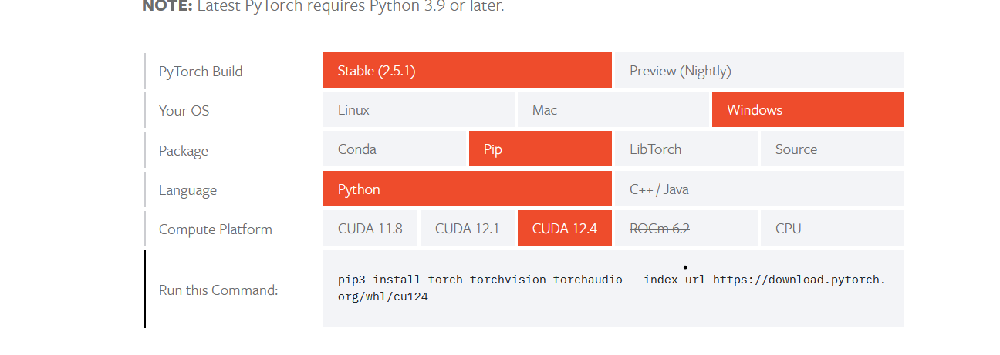 NOTE: Latest PyTorch requires Python 3.9 or later.
PyTorch Build Stable (2.5.1) Preview (Nightly)
Your OS Linux Mac Windows
Package Conda Pip LibTorch Source
Language Python C++ / Java
Compute Platform CUDA 11.8 CUDA 12.1 CUDA 12.4 ROCm 6.2 CPU
Run this Command: pip3 install torch torchvision torchaudio --index-url https://download.pytorch.
org/whl/cu124